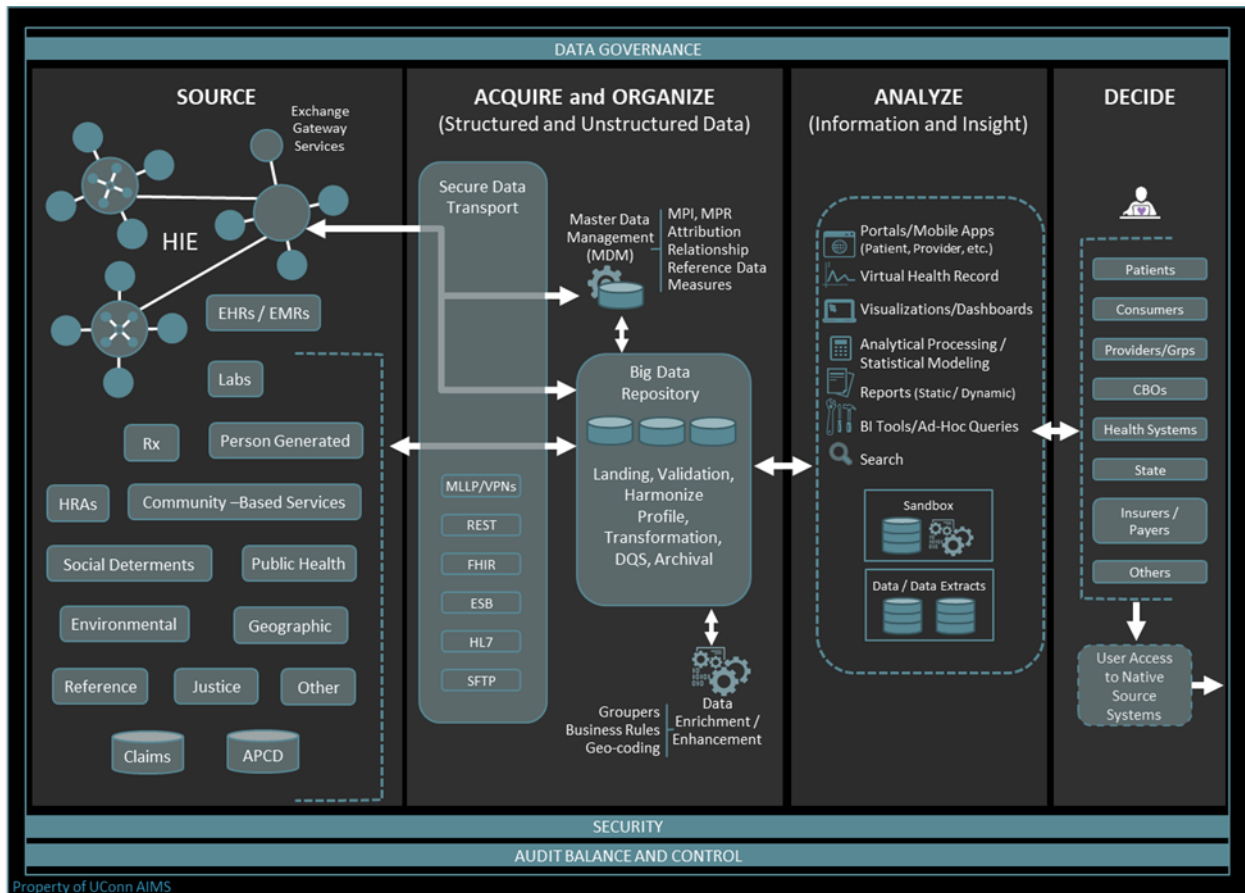 DATA GOVERNANCE
SOURCE
Exchange
Gateway
Services
HIE
EHRs / EMRs
Labs
Rx
Person Generated
HRAs
Community –Based Services
Social Determents
Public Health
Environmental
Geographic
Reference
Justice
Other
Claims
APCD
ACQUIRE and ORGANIZE
(Structured and Unstructured Data)
Secure Data
Transport
MLLP/VPNs
REST
FHIR
ESB
HL7
SFTP
Master Data
Management
(MDM)
MPI, MPR
Attribution
Relationship
Reference Data
Measures
Big Data
Repository
Landing, Validation,
Harmonize
Profile,
Transformation,
DQS, Archival
Groupers
Business Rules
Geo-coding
Data
Enrichment /
Enhancement
ANALYZE
(Information and Insight)
Portals/Mobile Apps
(Patient, Provider, etc.)
Virtual Health Record
Visualizations/Dashboards
Analytical Processing /
Statistical Modeling
Reports (Static / Dynamic)
BI Tools/Ad-Hoc Queries
Search
Sandbox
Data / Data Extracts
DECIDE
Patients
Consumers
Providers/Grps
CBOs
Health Systems
State
Insurers /
Payers
Others
User Access
to Native
Source
Systems
SECURITY
AUDIT BALANCE AND CONTROL
Property of UConn AIMS